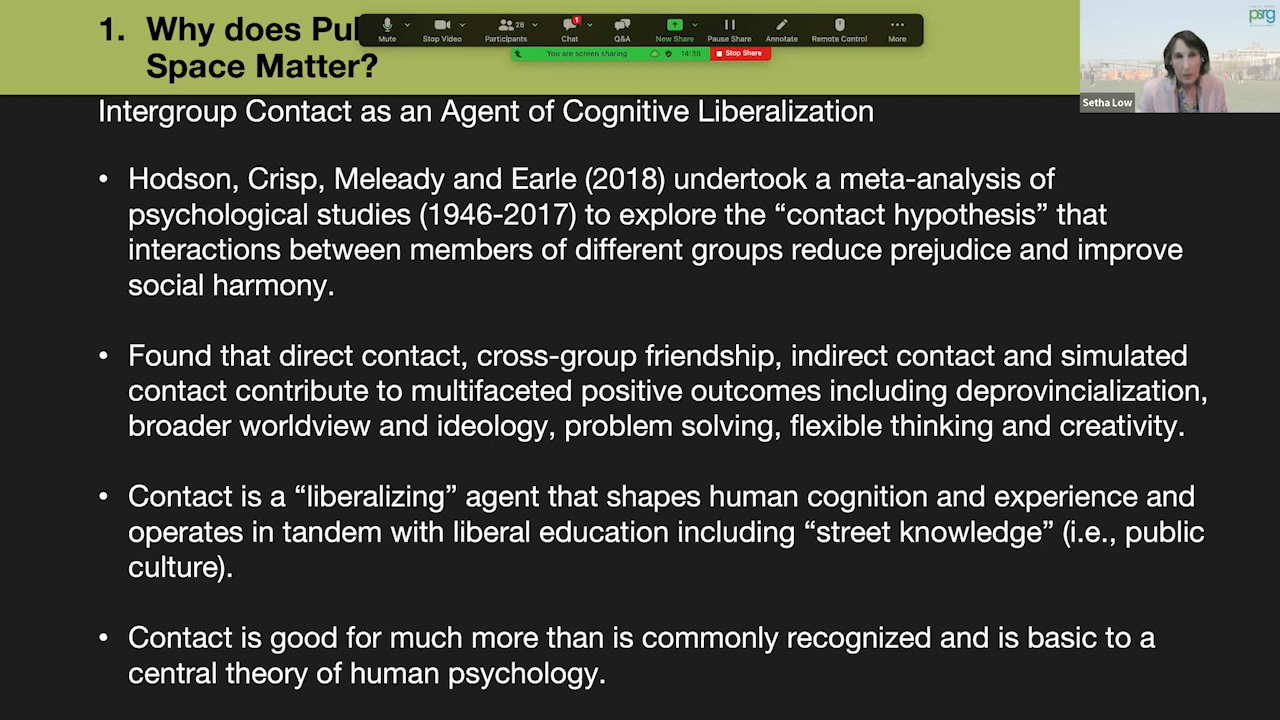 1. Why does Pul
Space Matter?
Mute
Stop Video
28
Participants
1
Chat
Q&A
New Share
Pause Share
Annotate
Remote Control
More
You are screen sharing
14:38
Stop Share
psrg
Setha Low
Intergroup Contact as an Agent of Cognitive Liberalization
• Hodson, Crisp, Meleady and Earle (2018) undertook a meta-analysis of
psychological studies (1946-2017) to explore the “contact hypothesis” that
interactions between members of different groups reduce prejudice and improve
social harmony.
• Found that direct contact, cross-group friendship, indirect contact and simulated
contact contribute to multifaceted positive outcomes including deprovincialization,
broader worldview and ideology, problem solving, flexible thinking and creativity.
• Contact is a “liberalizing” agent that shapes human cognition and experience and
operates in tandem with liberal education including “street knowledge” (i.e., public
culture).
• Contact is good for much more than is commonly recognized and is basic to a
central theory of human psychology.